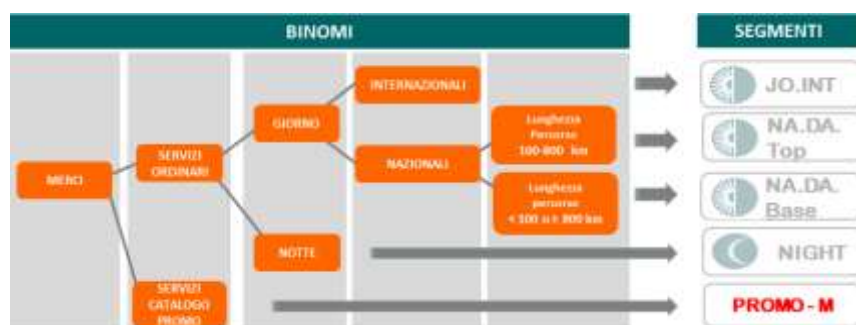 BINOMI
SEGMENTI
INTERNAZIONALI
JO.INT
GIORNO
Lunghezza
Percorso
100-800 km
NA.DA.
Top
SERVIZI
ORDINARI
NAZIONALI
MERCI
Lunghezza
percorso
< 100 o > 800 km
NA.DA.
Base
NOTTE
NIGHT
SERVIZI
CATALOGO
PROMO
PROMO - M